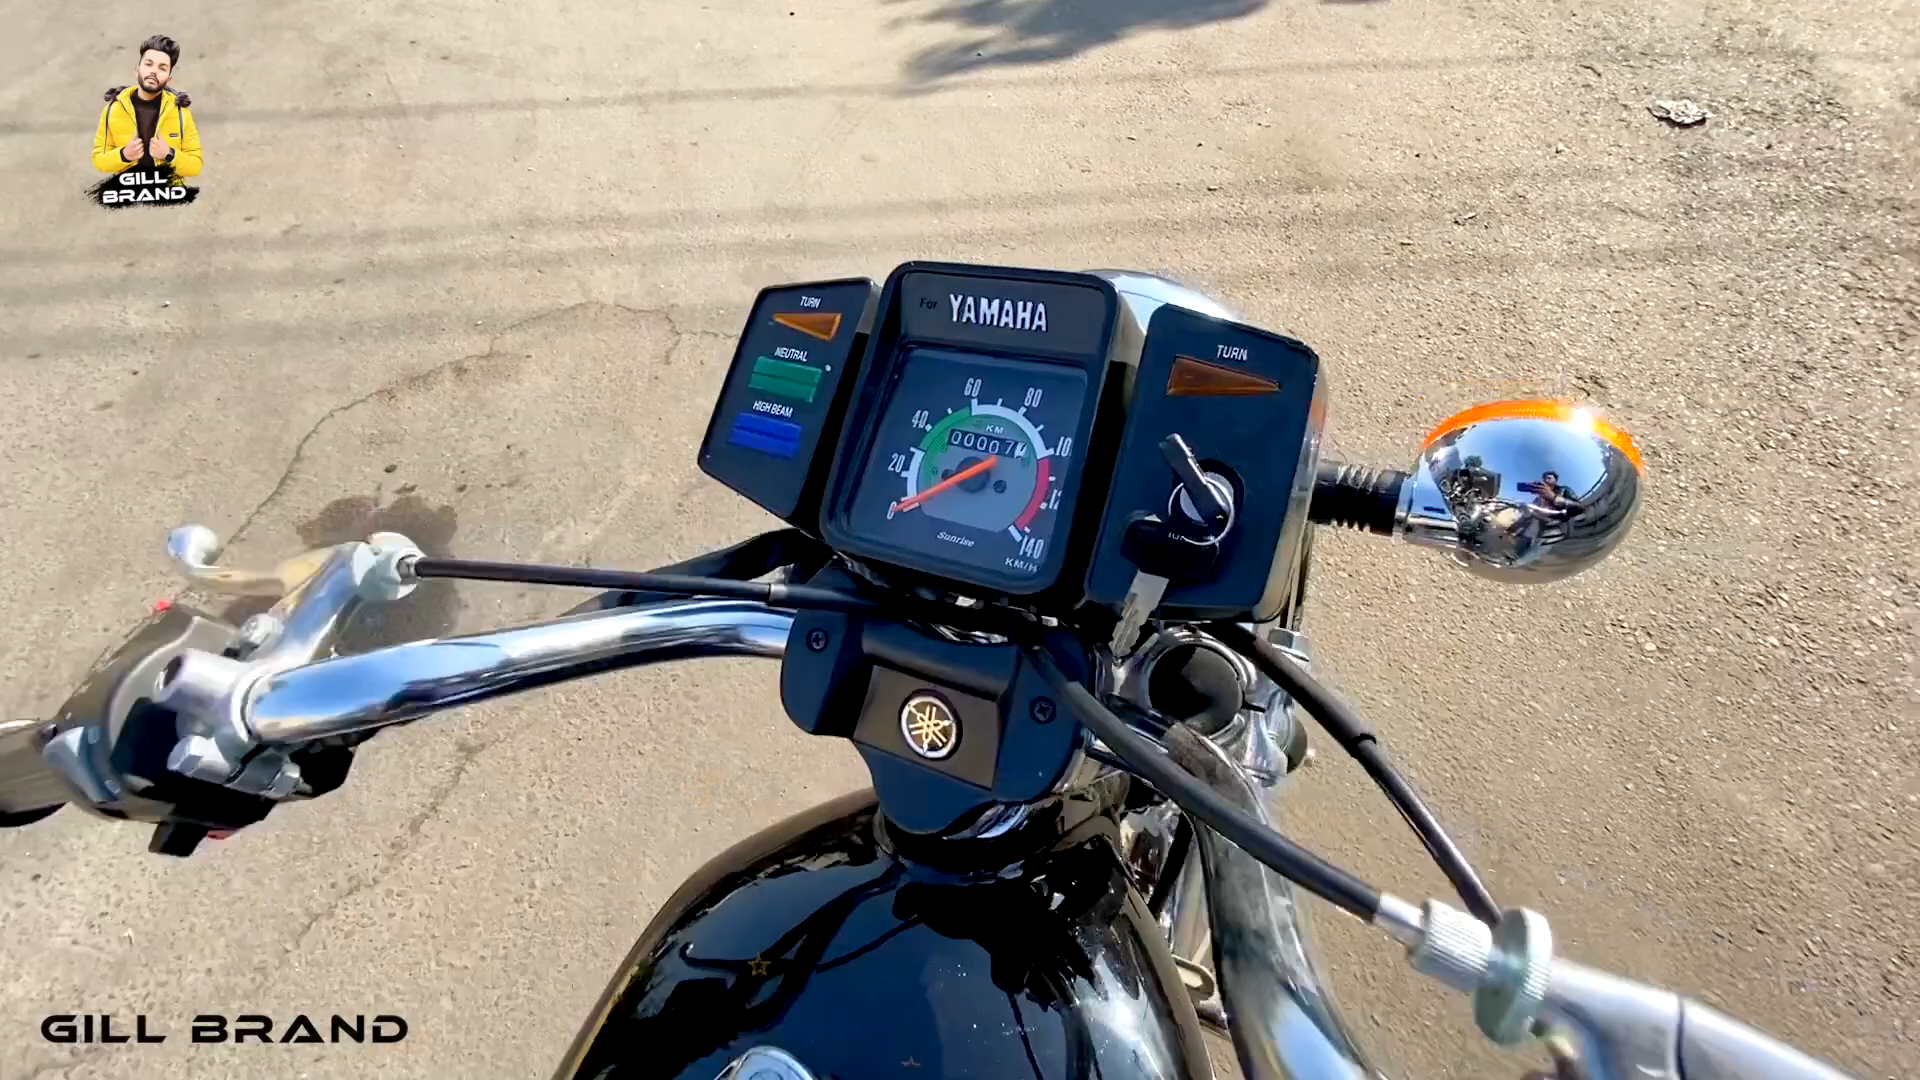 GILL
BRAND
TURN
NEUTRAL
HIGH BEAM
For YAMAHA
TURN
60
80
40
KM
20
0
140
Sunrise
KM/H
GILL BRAND